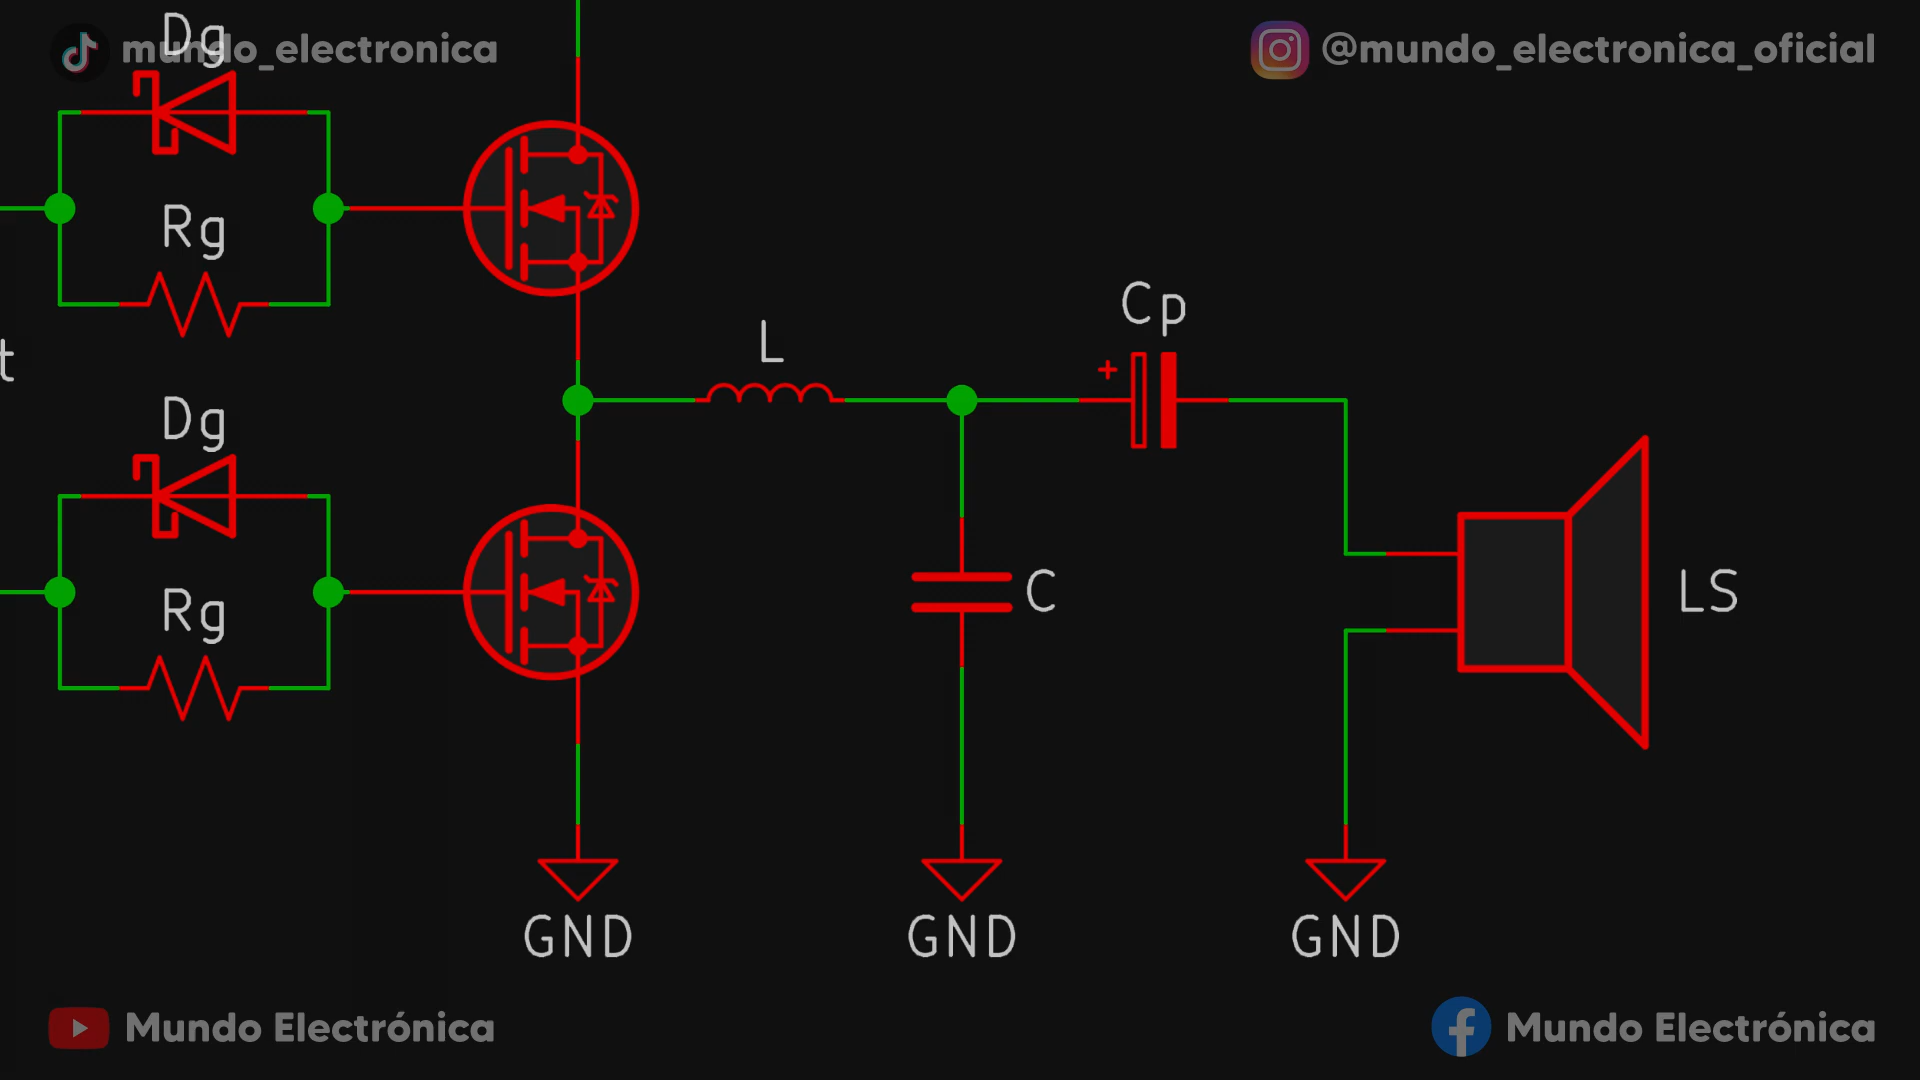 Dg
mundo_electronica
@mundo_electronica_oficial
Rg
Cp
L
t
Dg
Rg
C
LS
GND
GND
GND
Mundo Electrónica
Mundo Electrónica